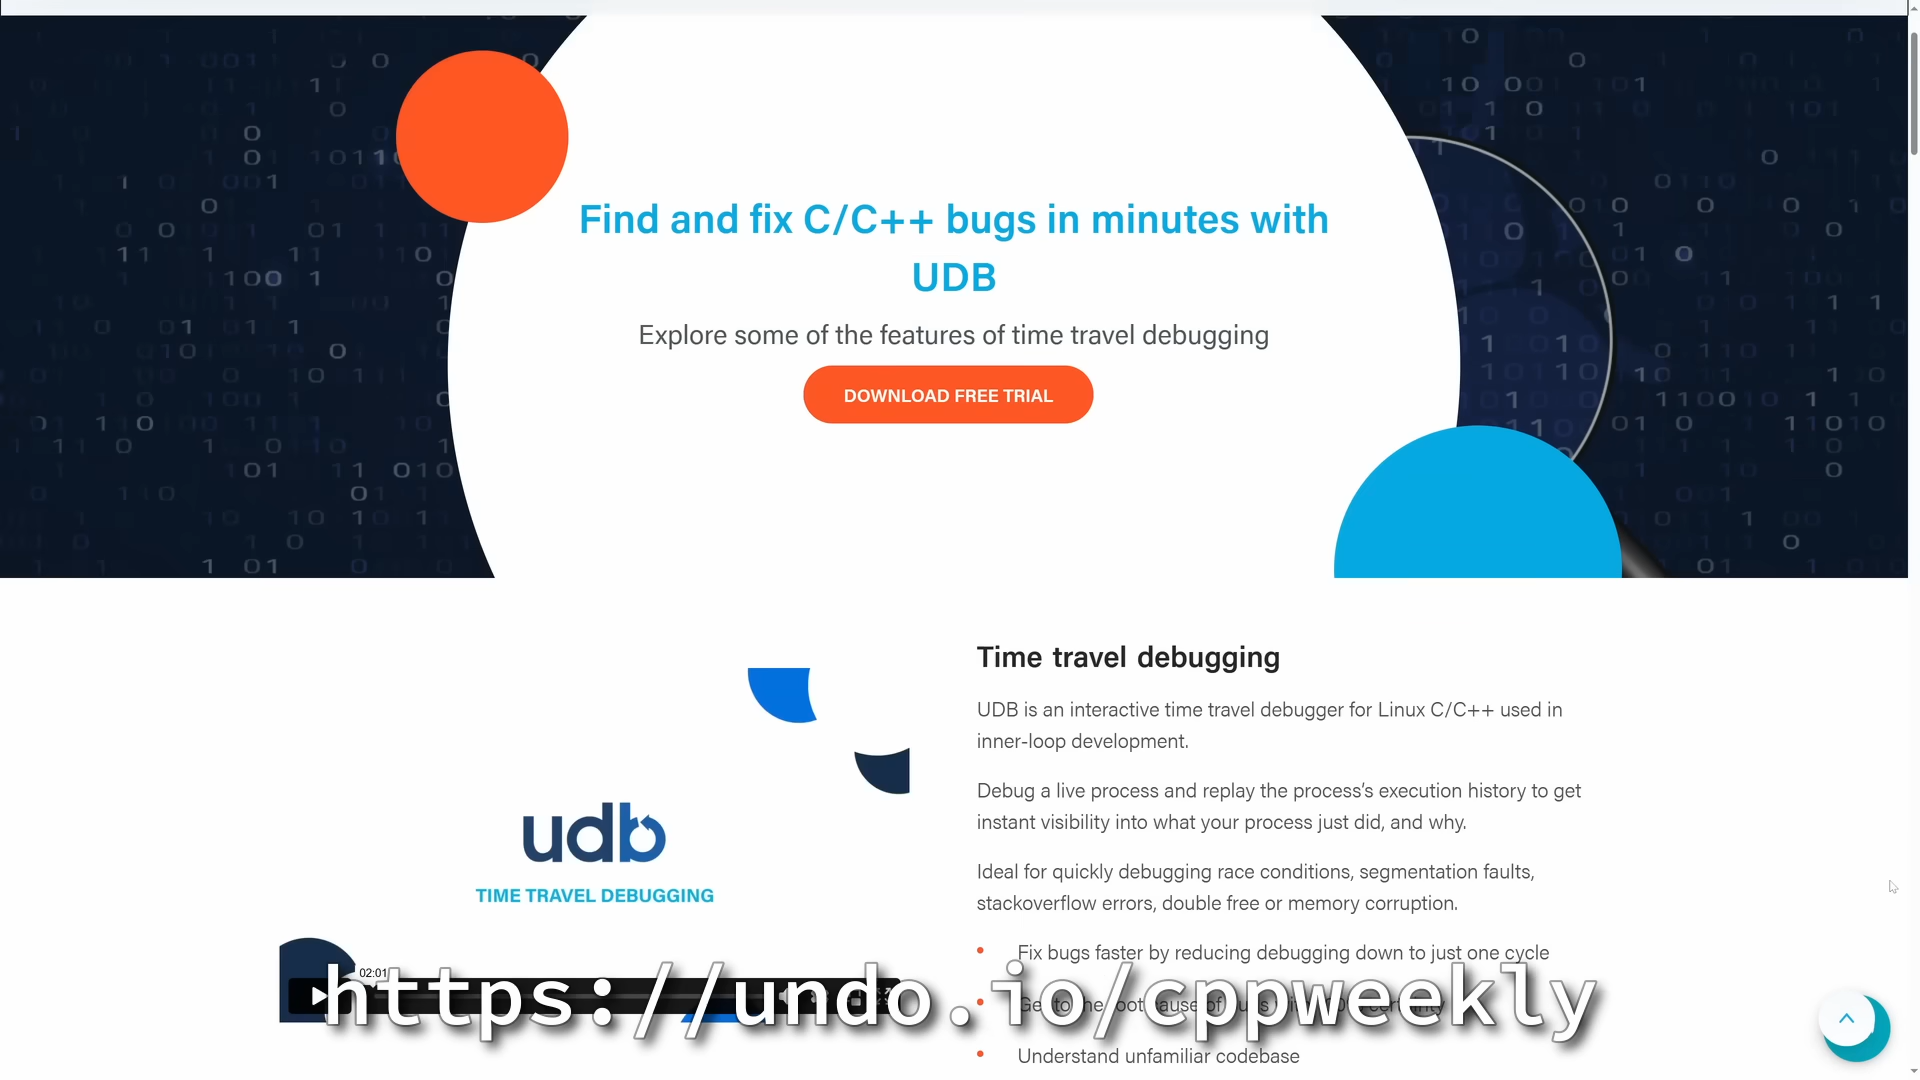 Find and fix C/C++ bugs in minutes with
UDB
Explore some of the features of time travel debugging
DOWNLOAD FREE TRIAL
Time travel debugging
UDB is an interactive time travel debugger for Linux C/C++ used in
inner-loop development.
Debug a live process and replay the process’s execution history to get
instant visibility into what your process just did, and why.
Ideal for quickly debugging race conditions, segmentation faults,
stackoverflow errors, double free or memory corruption.
Fix bugs faster by reducing debugging down to just one cycle
Understand unfamiliar codebase
udb
TIME TRAVEL DEBUGGING
02:01
https://undo.io/cppweekly